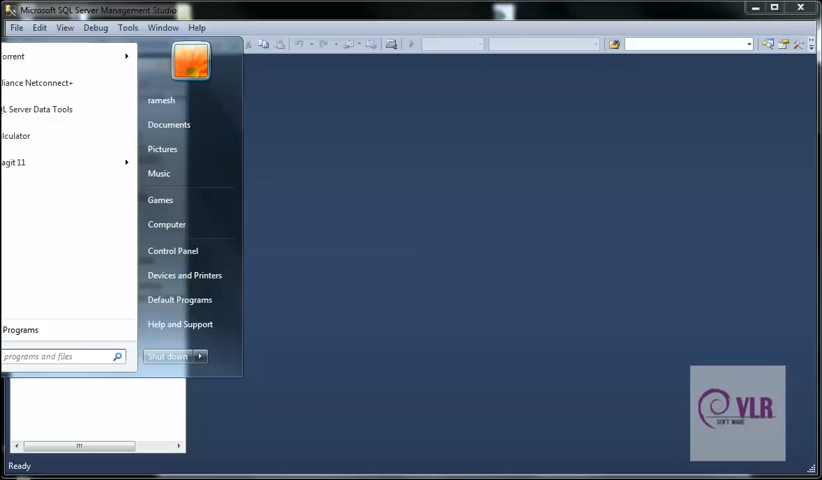 Microsoft SQL Server Management Studio
File Edit View Debug Tools Window Help
orrent
liance Netconnect+
QL Server Data Tools
lculator
agit 11
Programs
programs and files
ramesh
Documents
Pictures
Music
Games
Computer
Control Panel
Devices and Printers
Default Programs
Help and Support
Shut down
Ready
VLR
SOFT WARE